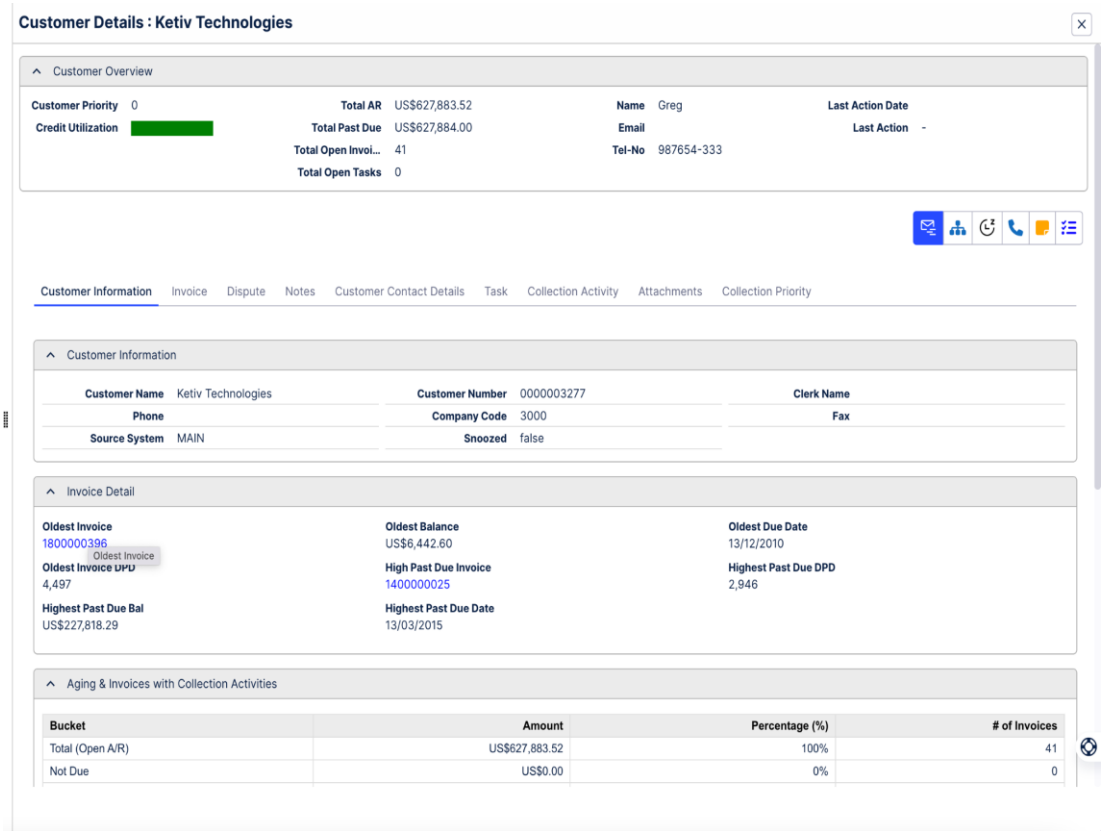 Customer Details : Ketiv Technologies
Customer Overview
Customer Priority 0 Total AR US$627,883.52 Name Greg Last Action Date
Credit Utilization Total Past Due US$627,884.00 Email Last Action -
Total Open Invoi... 41 Tel-No 987654-333
Total Open Tasks 0
Customer Information Invoice Dispute Notes Customer Contact Details Task Collection Activity Attachments Collection Priority
Customer Information
Customer Name Ketiv Technologies Customer Number 0000003277 Clerk Name
Phone Company Code 3000 Fax
Source System MAIN Snoozed false
Invoice Detail
Oldest Invoice Oldest Balance Oldest Due Date
1800000396 US$6,442.60 13/12/2010
Oldest Invoice
Oldest Invoice DPD High Past Due Invoice Highest Past Due DPD
4,497 1400000025 2,946
Highest Past Due Bal Highest Past Due Date
US$227,818.29 13/03/2015
Aging & Invoices with Collection Activities
Bucket Amount Percentage (%) # of Invoices
Total (Open A/R) US$627,883.52 100% 41
Not Due US$0.00 0% 0